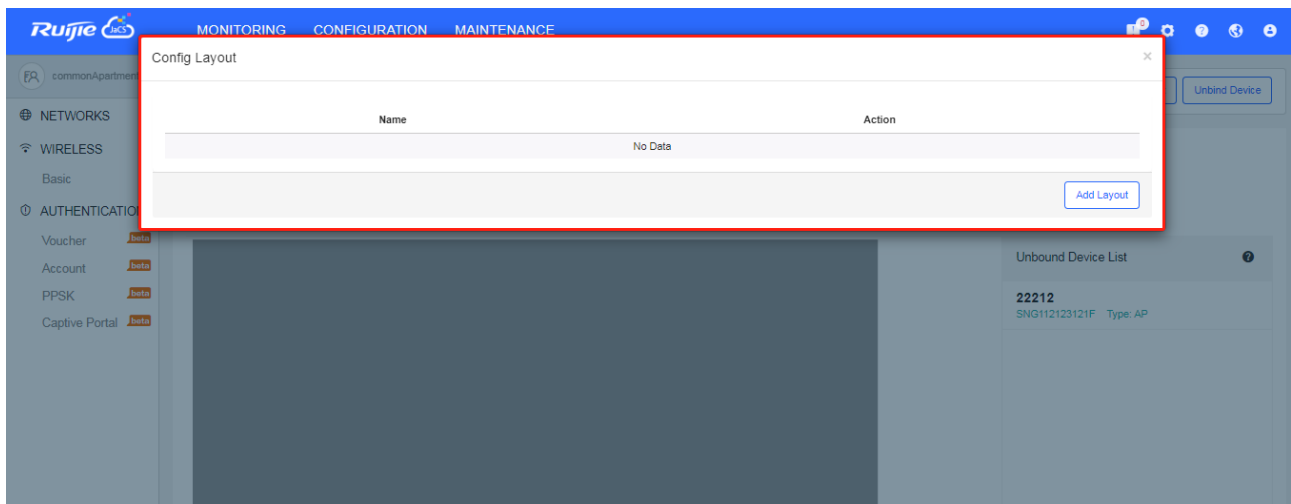 Ruijie JaCS MONITORING CONFIGURATION MAINTENANCE 0
Config Layout ×
commonApartment
Unbind Device
NETWORKS
Name Action
WIRELESS
No Data
Basic
Add Layout
AUTHENTICATIO
Voucher beta
Account beta
PPSK beta
Captive Portal beta
Unbound Device List
22212
SNG112123121F Type: AP